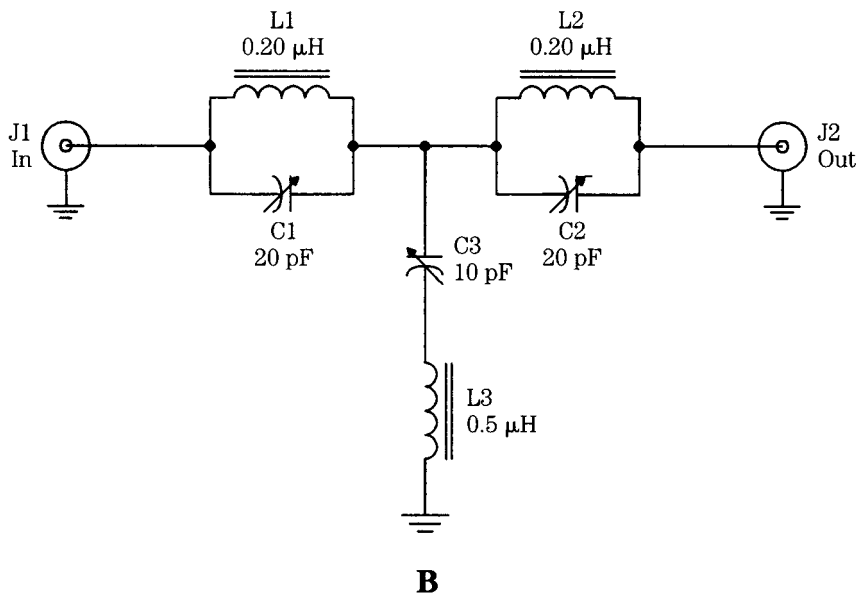 L1
0.20 μH
L2
0.20 μH
J1
In
J2
Out
C1
20 pF
C2
20 pF
C3
10 pF
L3
0.5 μH
B